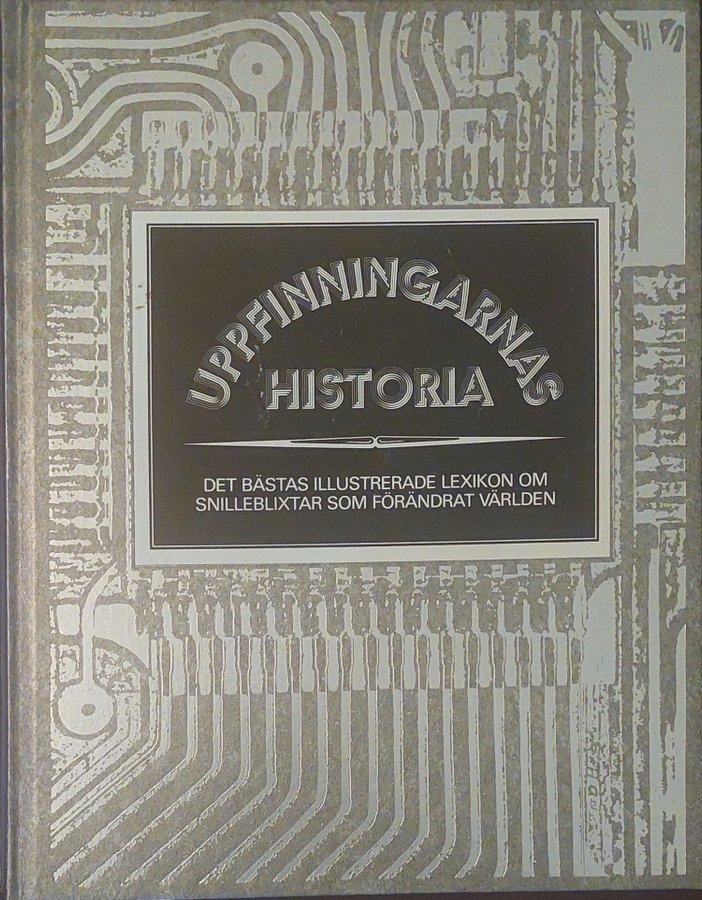 UPPFINNINGARNAS
HISTORIA
DET BÄSTAS ILLUSTRERADE LEXIKON OM
SNILLEBLIXTAR SOM FÖRÄNDRAT VÄRLDEN